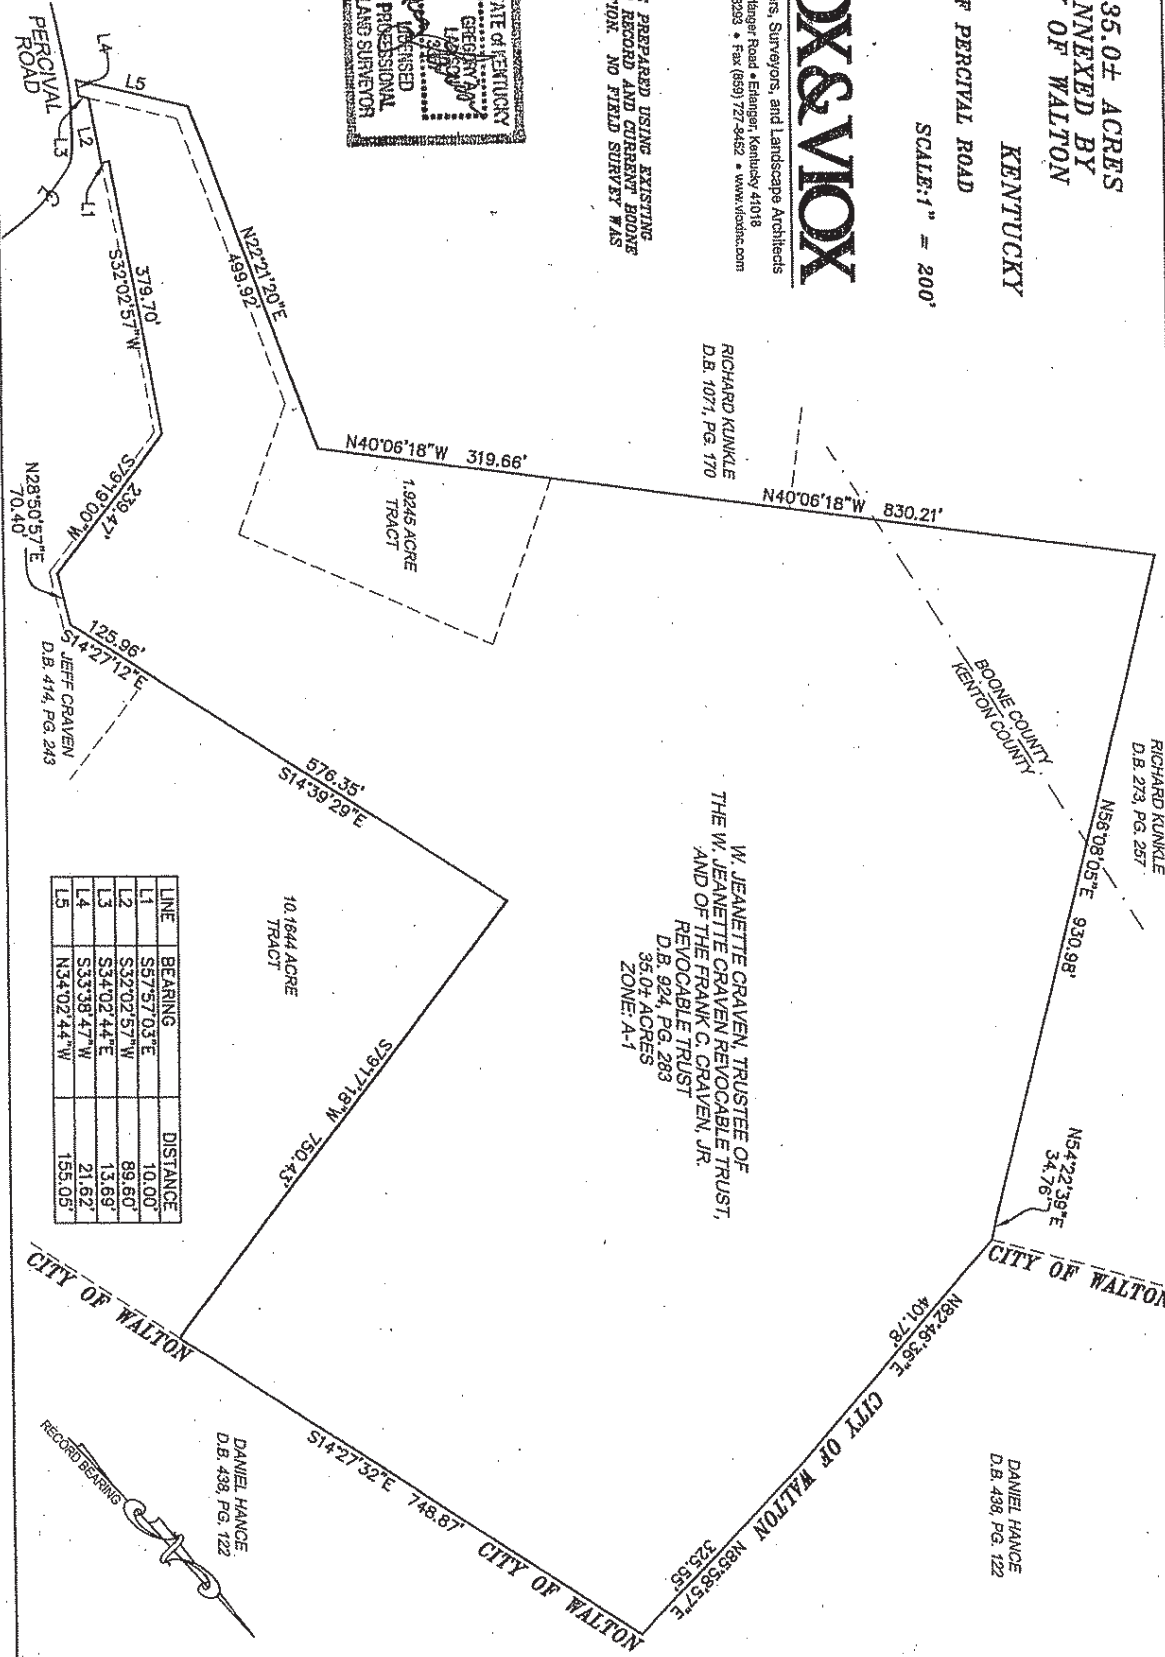 35.0± ACRES
NNEXED BY
OF WALTON
KENTUCKY
F PERCIVAL ROAD
SCALE:1" = 200'
OX&VIOX
ers, Surveyors, and Landscape Architects
langer Road • Erlanger, Kentucky 41018
8293 • Fax (859) 727-8452 • www.vioxinc.com
PREPARED USING EXISTING
RECORD AND CURRENT BOONE
TION. NO FIELD SURVEY WAS
ATE of KENTUCKY
GREGORY A.
LARISON
LICENSED
PROFESSIONAL
LAND SURVEYOR
RICHARD KUNKLE
D.B. 273, PG. 257
RICHARD KUNKLE
D.B. 1071, PG. 170
N56°08'05"E 930.98'
N54°22'39"E
34.76'
CITY OF WALTON
BOONE COUNTY
KENTON COUNTY
N40°06'18"W 830.21'
N40°06'18"W 319.66'
1.9245 ACRE
TRACT
N22°21'20"E
499.92'
L5
L4
L3
L2
L1
PERCIVAL
ROAD
379.70'
S32°02'57"W
239.47'
S79°19'00"W
N28°50'57"E
70.40'
125.96'
S14°27'12"E
JEFF CRAVEN
D.B. 414, PG. 243
576.35'
S14°39'29"E
W. JEANETTE CRAVEN, TRUSTEE OF
THE W. JEANETTE CRAVEN REVOCABLE TRUST,
AND OF THE FRANK C. CRAVEN, JR.
REVOCABLE TRUST
D.B. 924, PG. 283
35.0± ACRES
ZONE: A-1
N82°46'36"E
401.78'
CITY OF WALTON
N85°58'57"E
325.55'
DANIEL HANCE
D.B. 438, PG. 122
S79°17'18"W 750.43'
10.1644 ACRE
TRACT
S14°27'32"E 748.87'
CITY OF WALTON
CITY OF WALTON
DANIEL HANCE
D.B. 438, PG. 122
RECORD BEARING
LINE BEARING DISTANCE
L1 S57°57'03"E 10.00'
L2 S32°02'57"W 89.60'
L3 S34°02'44"E 13.69'
L4 S33°38'47"W 21.62'
L5 N34°02'44"W 155.05'